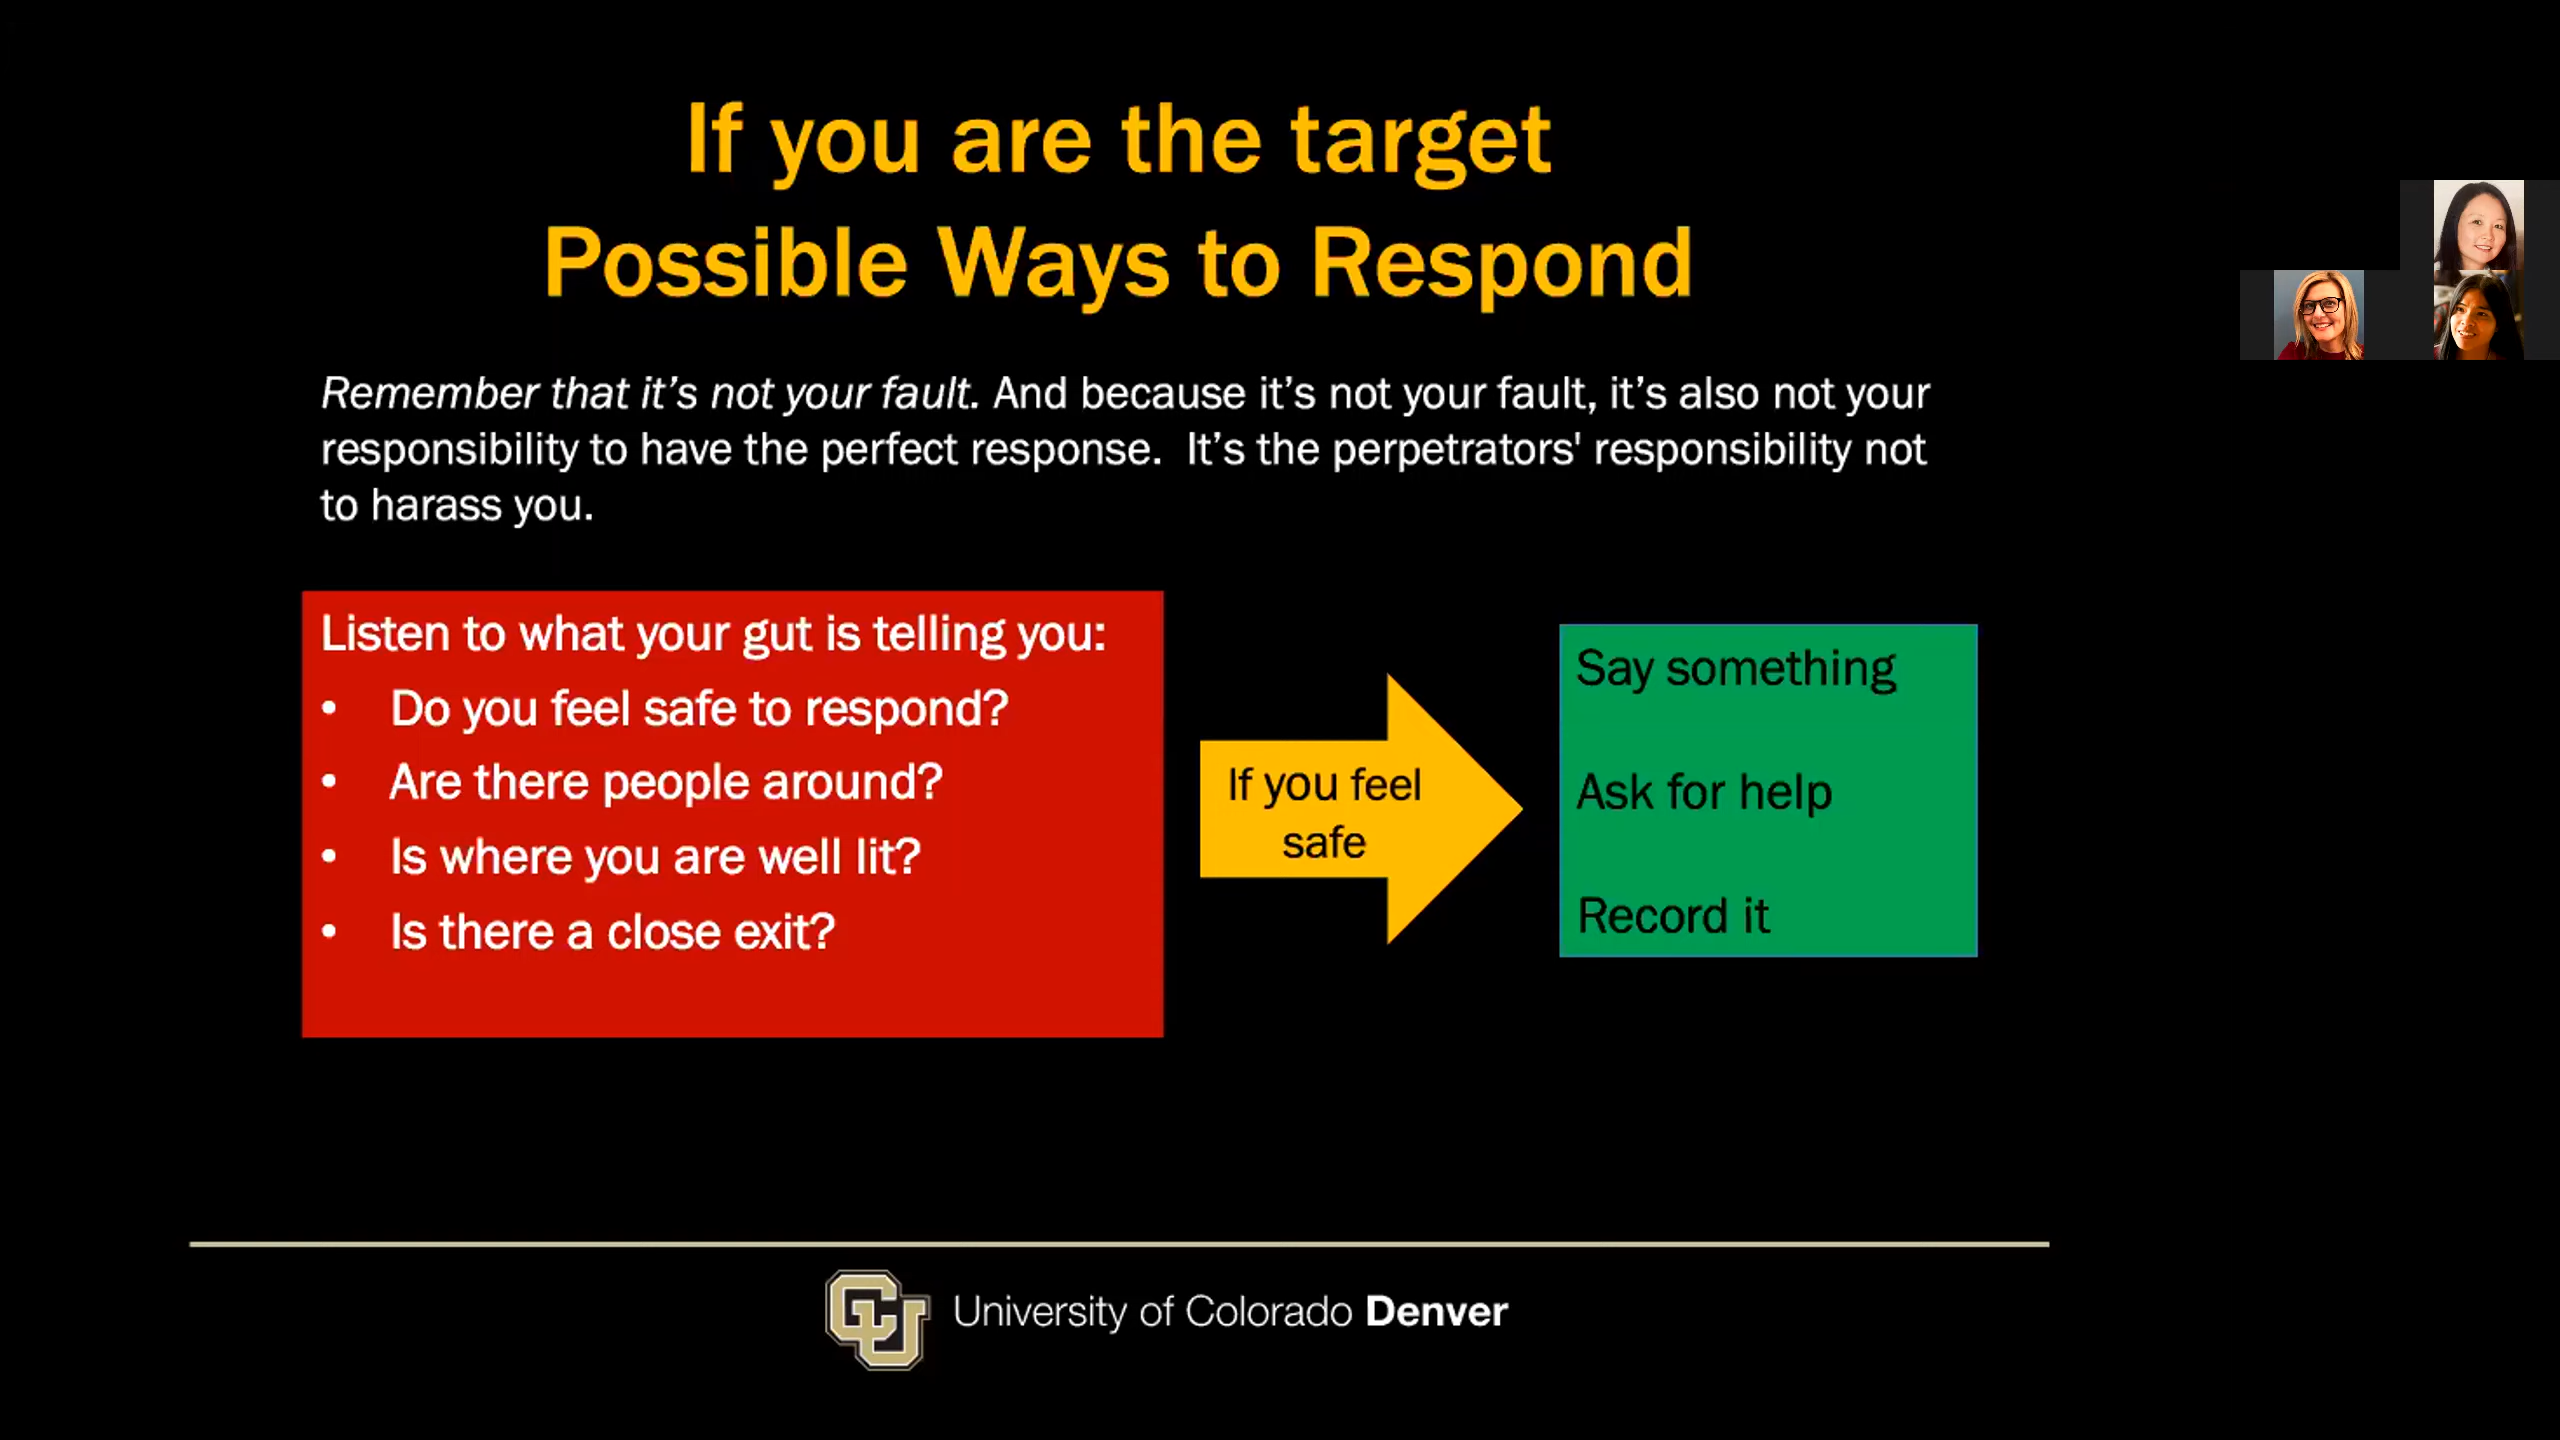 If you are the target
Possible Ways to Respond
Remember that it’s not your fault. And because it’s not your fault, it’s also not your
responsibility to have the perfect response.  It’s the perpetrators' responsibility not
to harass you.
Listen to what your gut is telling you:
• Do you feel safe to respond?
• Are there people around?
• Is where you are well lit?
• Is there a close exit?
If you feel
safe
Say something
Ask for help
Record it
CU University of Colorado Denver